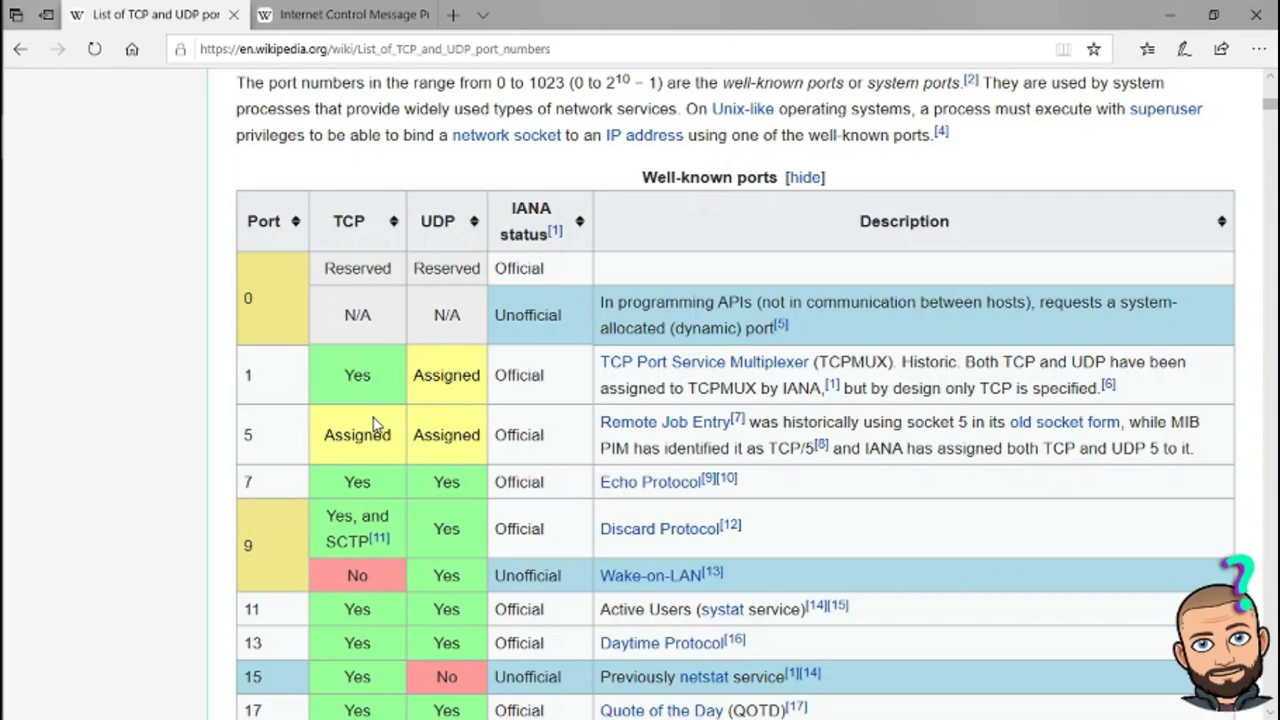 List of TCP and UDP por
Internet Control Message Pr
https://en.wikipedia.org/wiki/List_of_TCP_and_UDP_port_numbers
The port numbers in the range from 0 to 1023 (0 to 2¹⁰ − 1) are the well-known ports or system ports.[2] They are used by system
processes that provide widely used types of network services. On Unix-like operating systems, a process must execute with superuser
privileges to be able to bind a network socket to an IP address using one of the well-known ports.[4]
Well-known ports [hide]
Port TCP UDP IANA status[1] Description
0 Reserved Reserved Official
N/A N/A Unofficial In programming APIs (not in communication between hosts), requests a system-
allocated (dynamic) port[5]
1 Yes Assigned Official TCP Port Service Multiplexer (TCPMUX). Historic. Both TCP and UDP have been
assigned to TCPMUX by IANA,[1] but by design only TCP is specified.[6]
5 Assigned Assigned Official Remote Job Entry[7] was historically using socket 5 in its old socket form, while MIB
PIM has identified it as TCP/5[8] and IANA has assigned both TCP and UDP 5 to it.
7 Yes Yes Official Echo Protocol[9][10]
9 Yes, and SCTP[11] Yes Official Discard Protocol[12]
No Yes Unofficial Wake-on-LAN[13]
11 Yes Yes Official Active Users (systat service)[14][15]
13 Yes Yes Official Daytime Protocol[16]
15 Yes No Unofficial Previously netstat service[1][14]
17 Yes Yes Official Quote of the Day (QOTD)[17]
?